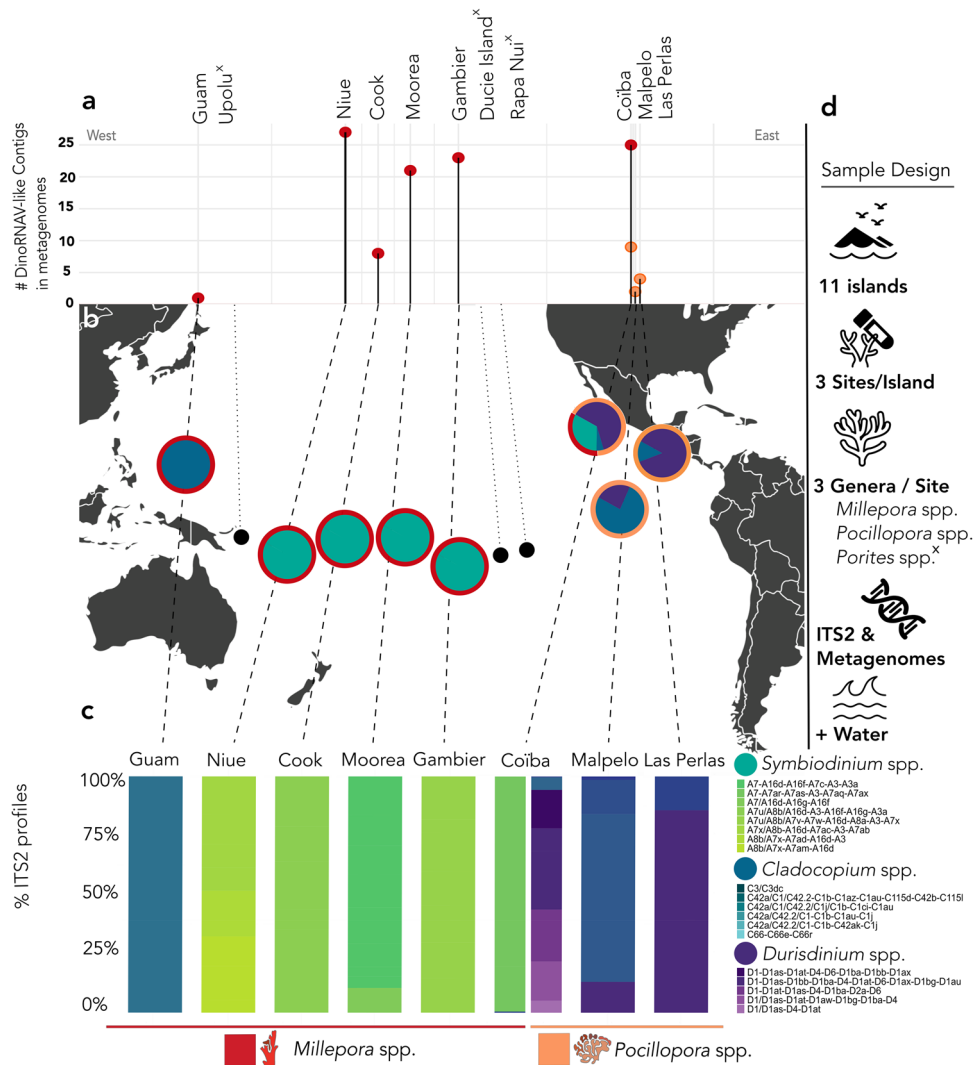 a
Guam
Upolu x
Niue
Cook
Moorea
Gambier
Ducie Island x
Rapa Nui x
Coïba
Malpelo
Las Perlas
West
East
# DinoRNAV-like Contigs
in metagenomes
25
20
15
10
5
0
b
c
Guam
Niue
Cook
Moorea
Gambier
Coïba
Malpelo
Las Perlas
% ITS2 profiles
100%
75%
50%
25%
0%
Millepora spp.
Pocillopora spp.
d
Sample Design
11 islands
3 Sites/Island
3 Genera / Site
Millepora spp.
Pocillopora spp.
Porites spp. x
ITS2 &
Metagenomes
+ Water
Symbiodinium spp.
A7-A16d-A16f-A7c-A3-A3a
A7-A7ar-A7as-A3-A7aq-A7ax
A7/A16d-A16g-A16f
A7u/A8b/A16d-A3-A16f-A16g-A3a
A7u/A8b/A7v-A7w-A16d-A8a-A3-A7x
A7x/A8b-A16d-A7ac-A3-A7ab
A8b/A7x-A7ad-A16d-A3
A8b/A7x-A7am-A16d
Cladocopium spp.
C3/C3dc
C42a/C1/C42.2-C1b-C1az-C1au-C115d-C42b-C115l
C42a/C1/C42.2/C1j/C1b-C1ci-C1au
C42a/C42.2/C1-C1b-C1au-C1j
C42a/C42.2/C1-C1b-C42ak-C1j
C66-C66e-C66r
Durisdinium spp.
D1-D1as-D1at-D4-D6-D1ba-D1bb-D1ax
D1-D1as-D1bb-D1ba-D4-D1at-D6-D1ax-D1bg-D1au
D1-D1at-D1as-D4-D1ba-D2a-D6
D1/D1as-D1at-D1aw-D1bg-D1ba-D4
D1/D1as-D4-D1at